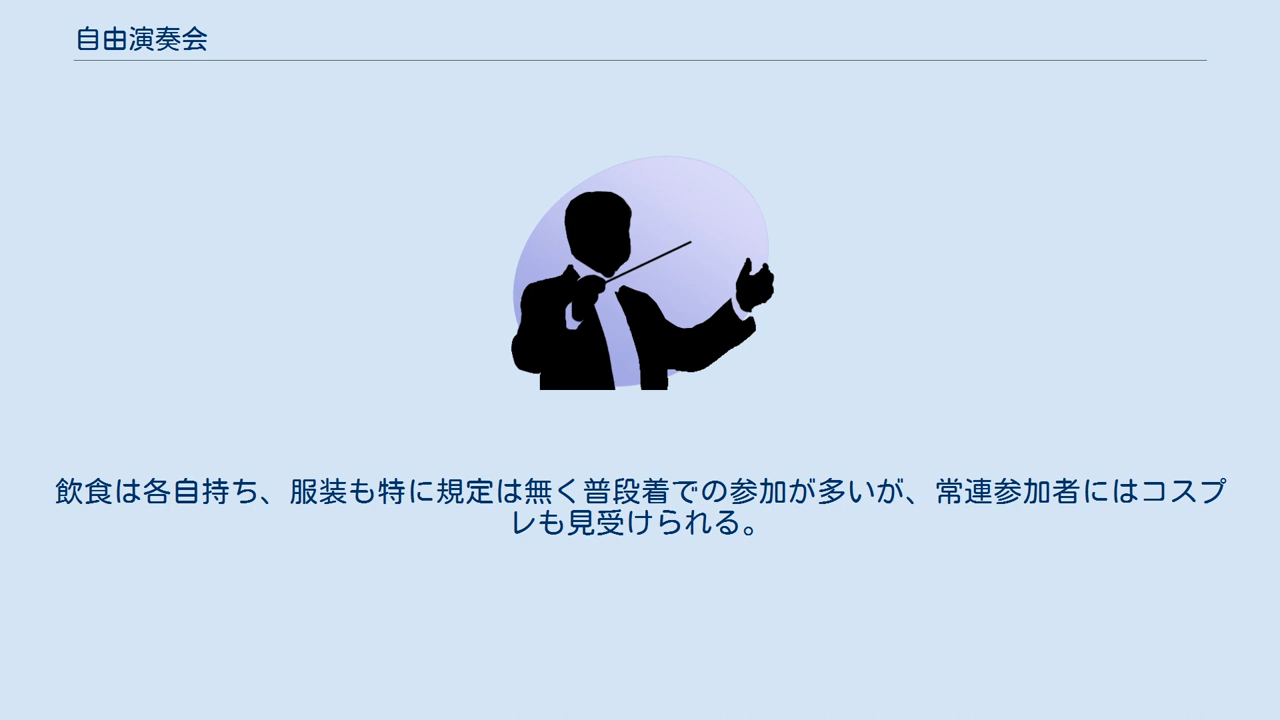 自由演奏会
飲食は各自持ち、服装も特に規定は無く普段着での参加が多いが、常連参加者にはコスプ
レも見受けられる。